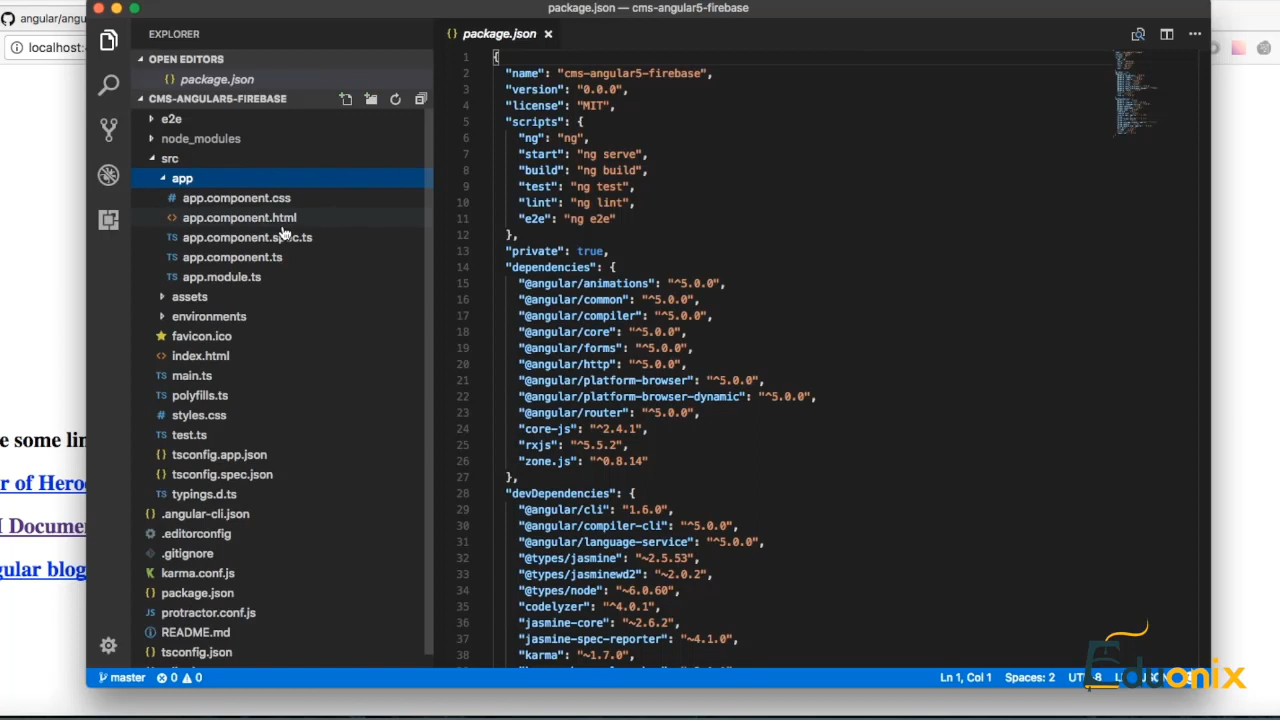 package.json — cms-angular5-firebase
angular/angu
localhost:
EXPLORER
OPEN EDITORS
{} package.json
CMS-ANGULAR5-FIREBASE
e2e
node_modules
src
app
# app.component.css
<> app.component.html
TS app.component.spec.ts
TS app.component.ts
TS app.module.ts
assets
environments
favicon.ico
<> index.html
TS main.ts
TS polyfills.ts
# styles.css
TS test.ts
{} tsconfig.app.json
{} tsconfig.spec.json
TS typings.d.ts
{} .angular-cli.json
.editorconfig
.gitignore
karma.conf.js
{} package.json
protractor.conf.js
README.md
{} tsconfig.json
{} package.json ×
1 {
2 "name": "cms-angular5-firebase",
3 "version": "0.0.0",
4 "license": "MIT",
5 "scripts": {
6 "ng": "ng",
7 "start": "ng serve",
8 "build": "ng build",
9 "test": "ng test",
10 "lint": "ng lint",
11 "e2e": "ng e2e"
12 },
13 "private": true,
14 "dependencies": {
15 "@angular/animations": "^5.0.0",
16 "@angular/common": "^5.0.0",
17 "@angular/compiler": "^5.0.0",
18 "@angular/core": "^5.0.0",
19 "@angular/forms": "^5.0.0",
20 "@angular/http": "^5.0.0",
21 "@angular/platform-browser": "^5.0.0",
22 "@angular/platform-browser-dynamic": "^5.0.0",
23 "@angular/router": "^5.0.0",
24 "core-js": "^2.4.1",
25 "rxjs": "^5.5.2",
26 "zone.js": "^0.8.14"
27 },
28 "devDependencies": {
29 "@angular/cli": "1.6.0",
30 "@angular/compiler-cli": "^5.0.0",
31 "@angular/language-service": "^5.0.0",
32 "@types/jasmine": "~2.5.53",
33 "@types/jasminewd2": "~2.0.2",
34 "@types/node": "~6.0.60",
35 "codelyzer": "^4.0.1",
36 "jasmine-core": "~2.6.2",
37 "jasmine-spec-reporter": "~4.1.0",
38 "karma": "~1.7.0",
e some lin
r of Hero
I Docume
gular blog
master 0 0
Ln 1, Col 1 Spaces: 2
Eduonix